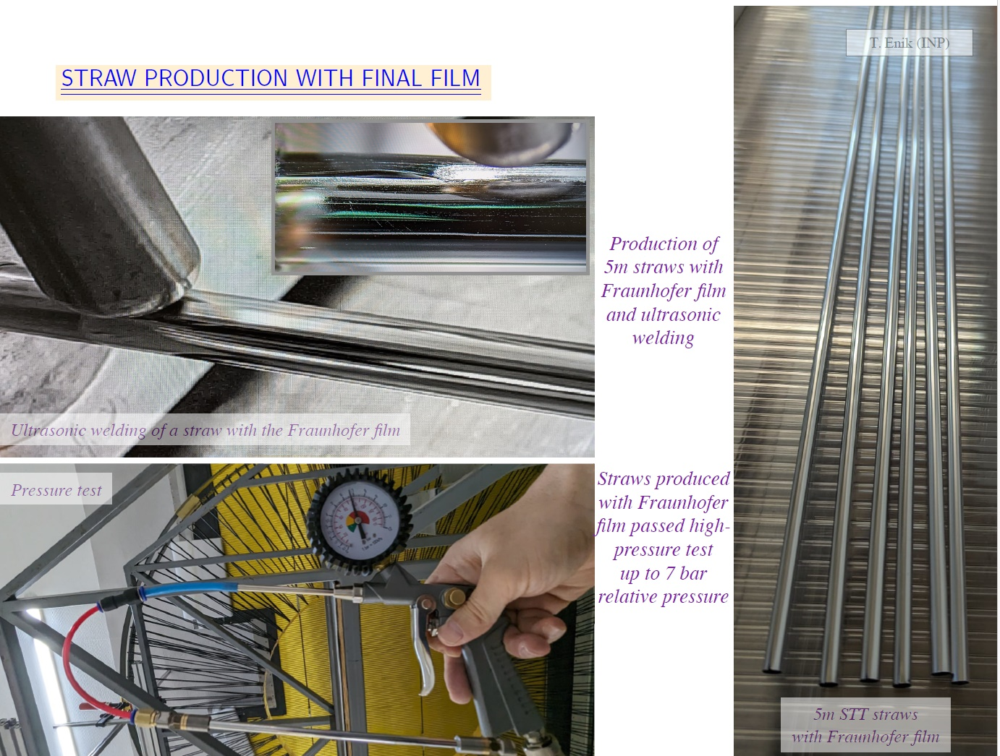 STRAW PRODUCTION WITH FINAL FILM
T. Enik (INP)
Production of
5m straws with
Fraunhofer film
and ultrasonic
welding
Ultrasonic welding of a straw with the Fraunhofer film
Pressure test
Straws produced
with Fraunhofer
film passed high-
pressure test
up to 7 bar
relative pressure
5m STT straws
with Fraunhofer film